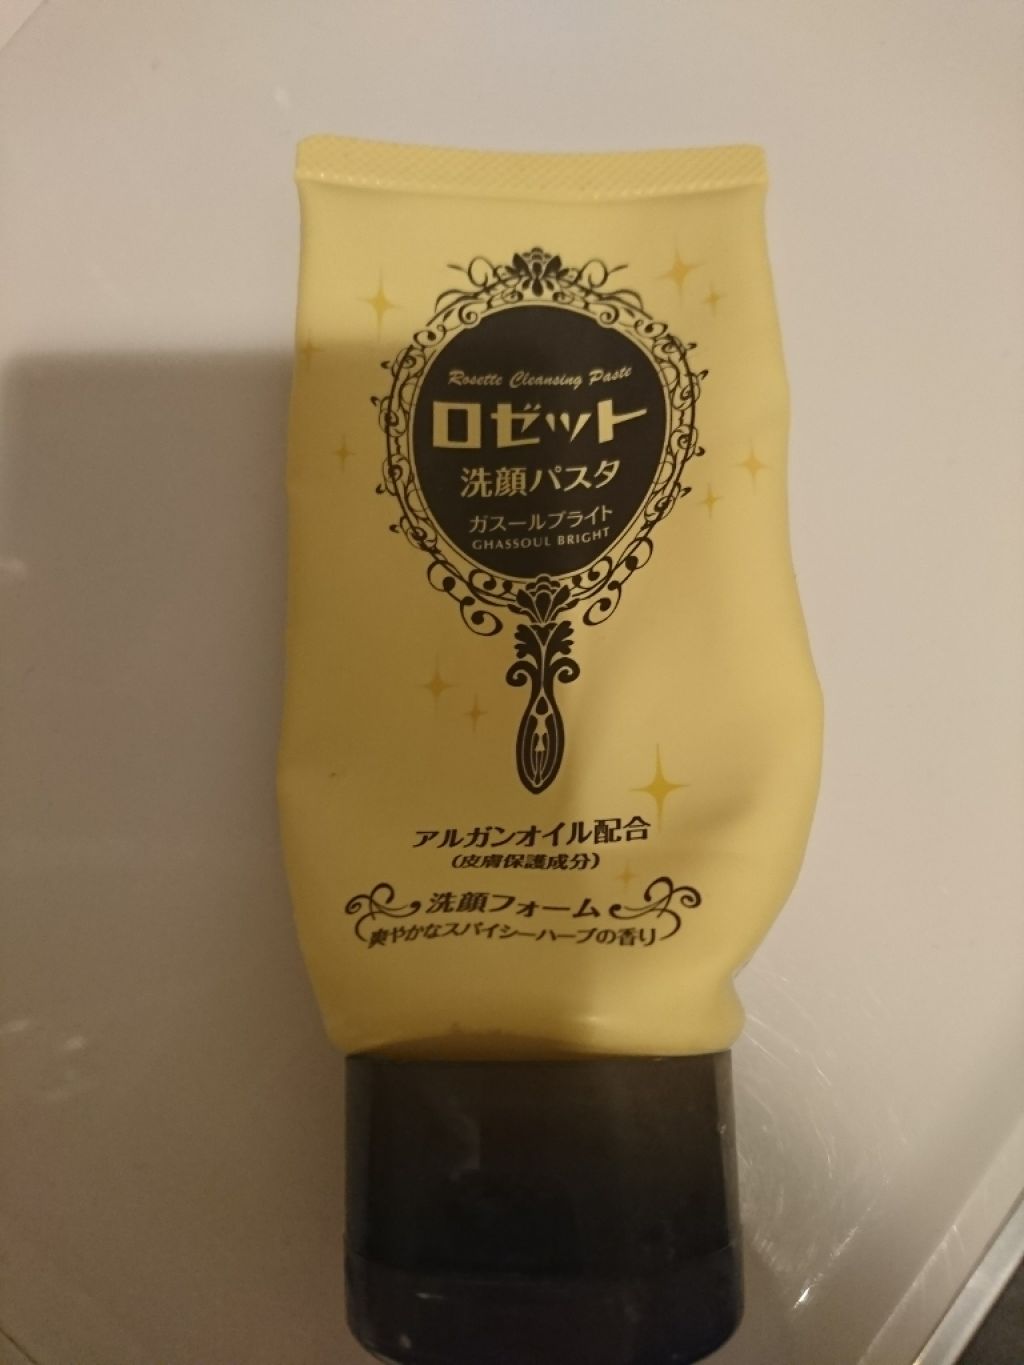 Rosette Cleansing Paste
ロゼット
洗顔パスタ
ガスールブライト
GHASSOUL BRIGHT
アルガンオイル配合
(皮膚保護成分)
洗顔フォーム
爽やかなスパイシーハーブの香り